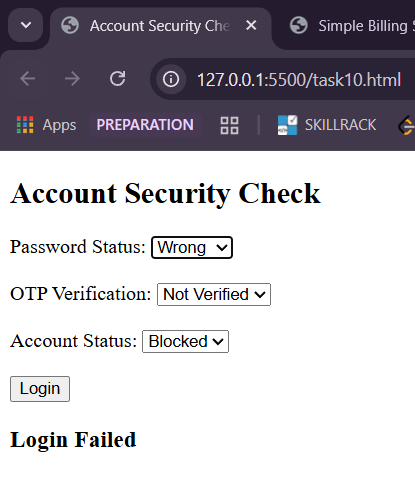 Account Security Che
Simple Billing
127.0.0.1:5500/task10.html
Apps
PREPARATION
SKILLRACK
Account Security Check
Password Status: Wrong
OTP Verification: Not Verified
Account Status: Blocked
Login
Login Failed